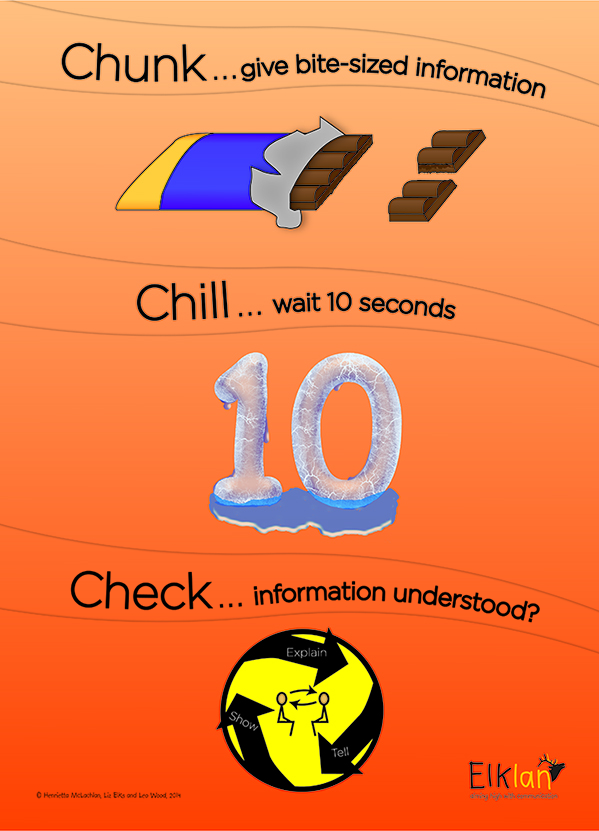 Chunk ... give bite-sized information
Chill ... wait 10 seconds
10
Check ... information understood?
Explain
Show
Tell
Elklan
© Henrietta McLachlan, Liz Elks and Leo Wood, 2014